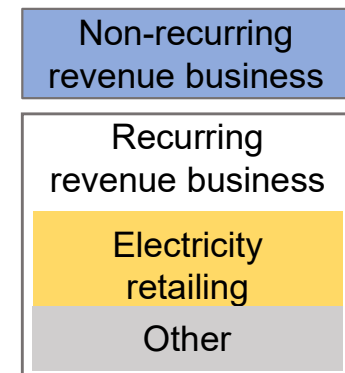 Non-recurring
revenue business
Recurring
revenue business
Electricity
retailing
Other